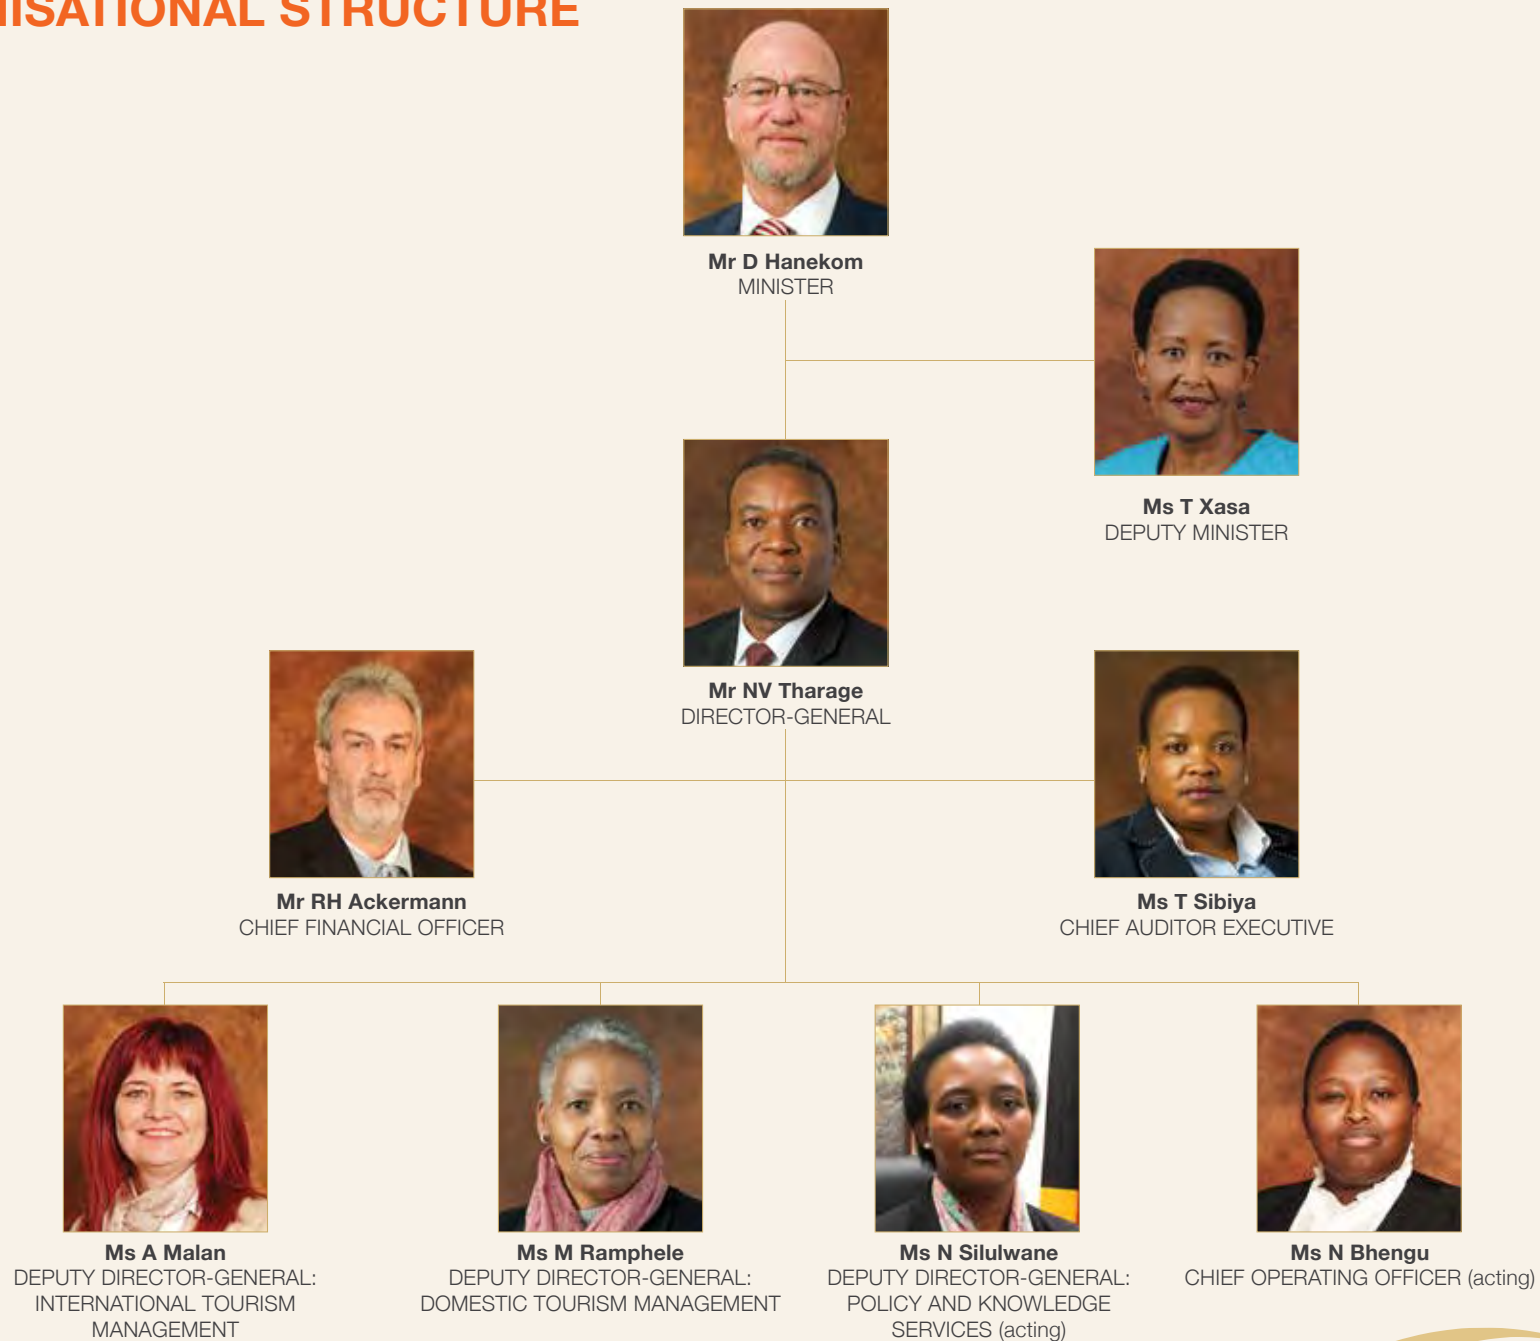 NISATIONAL STRUCTURE
Mr D Hanekom
MINISTER
Ms T Xasa
DEPUTY MINISTER
Mr NV Tharage
DIRECTOR-GENERAL
Mr RH Ackermann
CHIEF FINANCIAL OFFICER
Ms T Sibiya
CHIEF AUDITOR EXECUTIVE
Ms A Malan
DEPUTY DIRECTOR-GENERAL:
INTERNATIONAL TOURISM
MANAGEMENT
Ms M Ramphele
DEPUTY DIRECTOR-GENERAL:
DOMESTIC TOURISM MANAGEMENT
Ms N Silulwane
DEPUTY DIRECTOR-GENERAL:
POLICY AND KNOWLEDGE
SERVICES (acting)
Ms N Bhengu
CHIEF OPERATING OFFICER (acting)